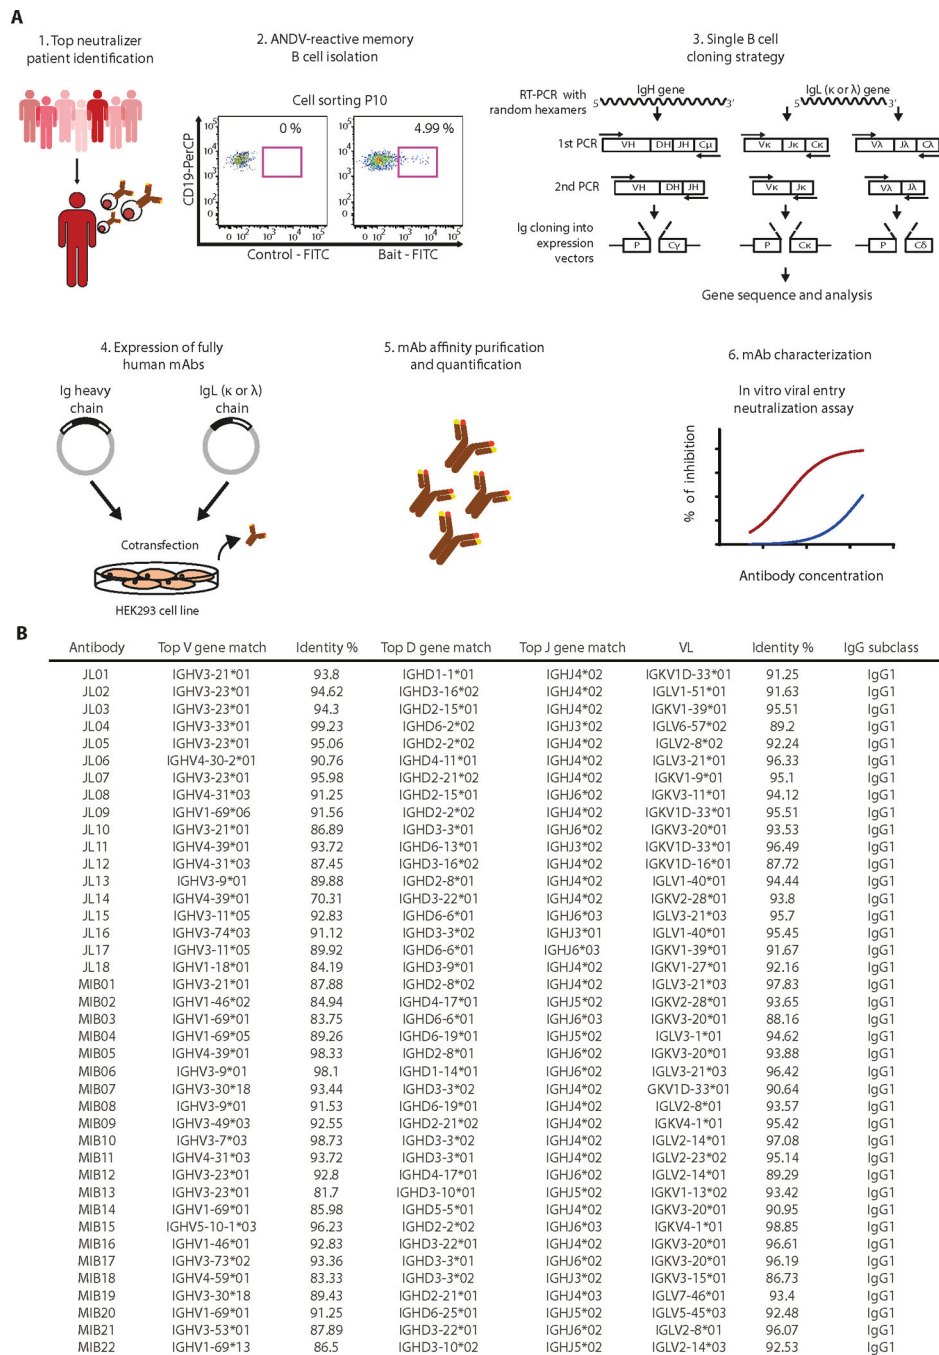 A
1. Top neutralizer
patient identification
2. ANDV-reactive memory
B cell isolation
Cell sorting P10
0 %
4.99 %
CD19-PerCP
10⁵
10⁴
10³
10²
0
0 10² 10³ 10⁴ 10⁵
Control - FITC
10⁵
10⁴
10³
10²
0
0 10² 10³ 10⁴ 10⁵
Bait - FITC
3. Single B cell
cloning strategy
RT-PCR with
random hexamers
IgH gene
5' 3'
IgL (κ or λ) gene
5' 3'
1st PCR
VH DH JH Cμ
Vκ Jκ Cκ
Vλ Jλ Cλ
2nd PCR
VH DH JH
Vκ Jκ
Vλ Jλ
Ig cloning into
expression
vectors
P Cγ
P Cκ
P Cδ
Gene sequence and analysis
4. Expression of fully
human mAbs
Ig heavy
chain
IgL (κ or λ)
chain
Cotransfection
HEK293 cell line
5. mAb affinity purification
and quantification
6. mAb characterization
In vitro viral entry
neutralization assay
% of inhibition
Antibody concentration
B
Antibody Top V gene match Identity % Top D gene match Top J gene match VL Identity % IgG subclass
JL01 IGHV3-21*01 93.8 IGHD1-1*01 IGHJ4*02 IGKV1D-33*01 91.25 IgG1
JL02 IGHV3-23*01 94.62 IGHD3-16*02 IGHJ4*02 IGLV1-51*01 91.63 IgG1
JL03 IGHV3-23*01 94.3 IGHD2-15*01 IGHJ4*02 IGKV1-39*01 95.51 IgG1
JL04 IGHV3-33*01 99.23 IGHD6-2*02 IGHJ3*02 IGLV6-57*02 89.2 IgG1
JL05 IGHV3-23*01 95.06 IGHD2-2*02 IGHJ4*02 IGLV2-8*02 92.24 IgG1
JL06 IGHV4-30-2*01 90.76 IGHD4-11*01 IGHJ4*02 IGLV3-21*01 96.33 IgG1
JL07 IGHV3-23*01 95.98 IGHD2-21*02 IGHJ4*02 IGKV1-9*01 95.1 IgG1
JL08 IGHV4-31*03 91.25 IGHD2-15*01 IGHJ4*02 IGKV3-11*01 94.12 IgG1
JL09 IGHV1-69*06 91.56 IGHD2-2*02 IGHJ4*02 IGKV1D-33*01 95.51 IgG1
JL10 IGHV3-21*01 86.89 IGHD3-3*01 IGHJ6*02 IGKV3-20*01 93.53 IgG1
JL11 IGHV4-39*01 93.72 IGHD6-13*01 IGHJ3*02 IGKV1D-33*01 96.49 IgG1
JL12 IGHV4-31*03 87.45 IGHD3-16*02 IGHJ4*02 IGKV1D-16*01 87.72 IgG1
JL13 IGHV3-9*01 89.88 IGHD2-8*01 IGHJ4*02 IGLV1-40*01 94.44 IgG1
JL14 IGHV4-39*01 70.31 IGHD3-22*01 IGHJ4*02 IGKV2-28*01 93.8 IgG1
JL15 IGHV3-11*05 92.83 IGHD6-6*01 IGHJ6*03 IGLV3-21*03 95.7 IgG1
JL16 IGHV3-74*03 91.12 IGHD3-3*02 IGHJ3*01 IGLV1-40*01 95.45 IgG1
JL17 IGHV3-11*05 89.92 IGHD6-6*01 IGHJ6*03 IGKV1-39*01 91.67 IgG1
JL18 IGHV1-18*01 84.19 IGHD3-9*01 IGHJ4*02 IGKV1-27*01 92.16 IgG1
MIB01 IGHV3-21*01 87.88 IGHD2-8*02 IGHJ4*02 IGLV3-21*03 97.83 IgG1
MIB02 IGHV1-46*02 84.94 IGHD4-17*01 IGHJ5*02 IGKV2-28*01 93.65 IgG1
MIB03 IGHV1-69*01 83.75 IGHD6-6*01 IGHJ6*03 IGKV3-20*01 88.16 IgG1
MIB04 IGHV1-69*05 89.26 IGHD6-19*01 IGHJ5*02 IGLV3-1*01 94.62 IgG1
MIB05 IGHV4-39*01 98.33 IGHD2-8*01 IGHJ6*02 IGKV3-20*01 93.88 IgG1
MIB06 IGHV3-9*01 98.1 IGHD1-14*01 IGHJ6*02 IGLV3-21*03 96.42 IgG1
MIB07 IGHV3-30*18 93.44 IGHD3-3*02 IGHJ4*02 GKV1D-33*01 90.64 IgG1
MIB08 IGHV3-9*01 91.53 IGHD6-19*01 IGHJ4*02 IGLV2-8*01 93.57 IgG1
MIB09 IGHV3-49*03 92.55 IGHD2-21*02 IGHJ4*02 IGKV4-1*01 95.42 IgG1
MIB10 IGHV3-7*03 98.73 IGHD3-3*02 IGHJ4*02 IGLV2-14*01 97.08 IgG1
MIB11 IGHV4-31*03 93.72 IGHD3-3*01 IGHJ4*02 IGLV2-23*02 95.14 IgG1
MIB12 IGHV3-23*01 92.8 IGHD4-17*01 IGHJ6*02 IGLV2-14*01 89.29 IgG1
MIB13 IGHV3-23*01 81.7 IGHD3-10*01 IGHJ5*02 IGKV1-13*02 93.42 IgG1
MIB14 IGHV1-69*01 85.98 IGHD5-5*01 IGHJ4*02 IGKV3-20*01 90.95 IgG1
MIB15 IGHV5-10-1*03 96.23 IGHD2-2*02 IGHJ6*03 IGKV4-1*01 98.85 IgG1
MIB16 IGHV1-46*01 92.83 IGHD3-22*01 IGHJ4*02 IGKV3-20*01 96.61 IgG1
MIB17 IGHV3-73*02 93.36 IGHD3-3*01 IGHJ6*02 IGKV3-20*01 96.19 IgG1
MIB18 IGHV4-59*01 83.33 IGHD3-3*02 IGHJ3*02 IGKV3-15*01 86.73 IgG1
MIB19 IGHV3-30*18 89.43 IGHD2-21*01 IGHJ4*03 IGLV7-46*01 93.4 IgG1
MIB20 IGHV1-69*01 91.25 IGHD6-25*01 IGHJ5*02 IGLV5-45*03 92.48 IgG1
MIB21 IGHV3-53*01 87.89 IGHD3-22*01 IGHJ6*02 IGLV2-8*01 96.07 IgG1
MIB22 IGHV1-69*13 86.5 IGHD3-10*02 IGHJ5*02 IGLV2-14*03 92.53 IgG1